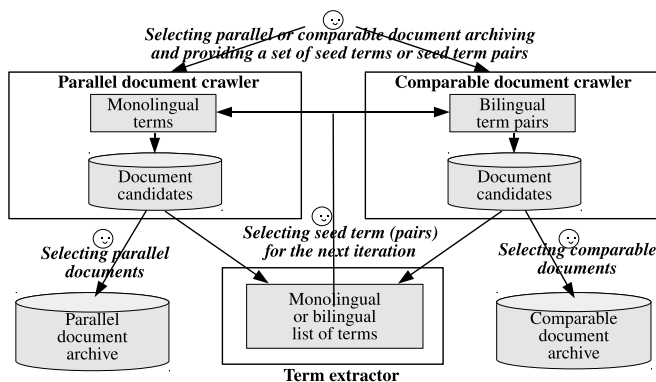 Selecting parallel or comparable document archiving
and providing a set of seed terms or seed term pairs
Parallel document crawler
Comparable document crawler
Monolingual
terms
Bilingual
term pairs
Document
candidates
Document
candidates
Selecting seed term (pairs)
for the next iteration
Selecting parallel
documents
Selecting comparable
documents
Parallel
document
archive
Monolingual
or bilingual
list of terms
Comparable
document
archive
Term extractor